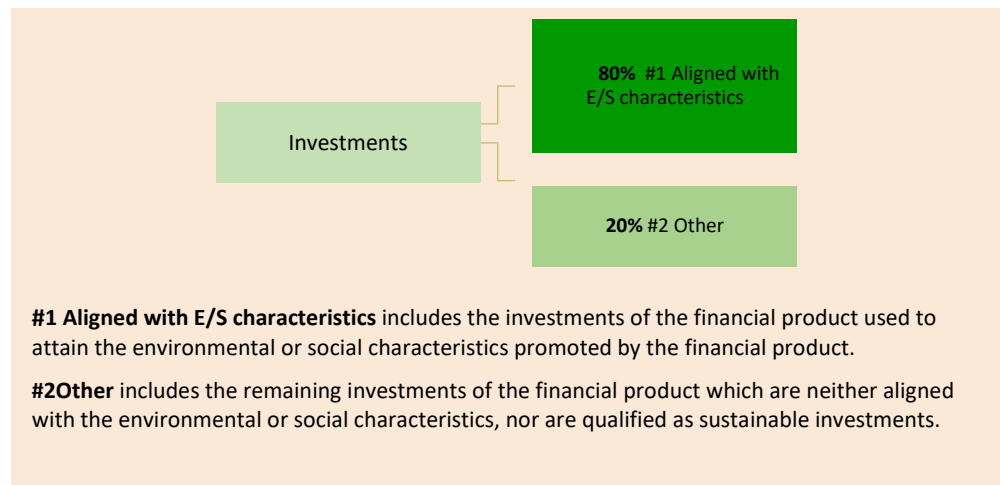 80% #1 Aligned with
E/S characteristics
Investments
20% #2 Other
#1 Aligned with E/S characteristics includes the investments of the financial product used to
attain the environmental or social characteristics promoted by the financial product.
#2Other includes the remaining investments of the financial product which are neither aligned
with the environmental or social characteristics, nor are qualified as sustainable investments.